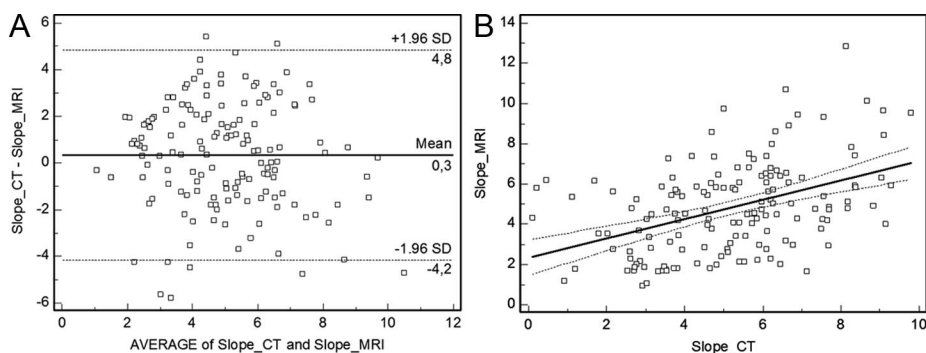 A
6
4
2
0
-2
-4
-6
Slope_CT - Slope_MRI
+1.96 SD
4,8
Mean
0,3
-1.96 SD
-4,2
0 2 4 6 8 10 12
AVERAGE of Slope_CT and Slope_MRI
B
14
12
10
8
6
4
2
0
Slope_MRI
0 2 4 6 8 10
Slope CT